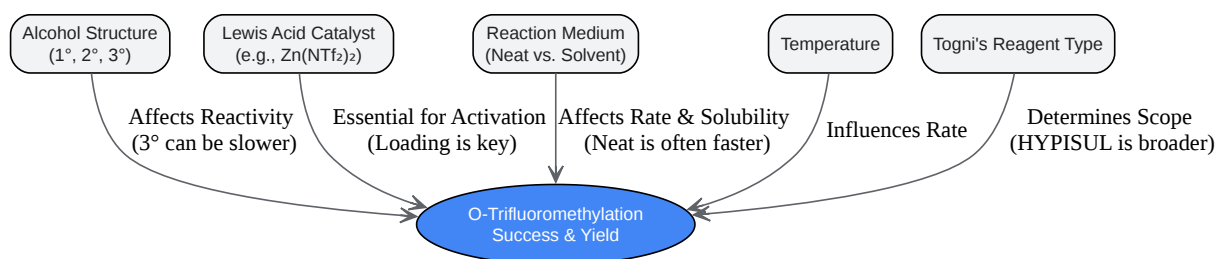 Alcohol Structure
(1°, 2°, 3°)
Lewis Acid Catalyst
(e.g., Zn(NTf₂)₂)
Reaction Medium
(Neat vs. Solvent)
Temperature
Togni's Reagent Type
Affects Reactivity
(3° can be slower)
Essential for Activation
(Loading is key)
Affects Rate & Solubility
(Neat is often faster)
Influences Rate
Determines Scope
(HYPISUL is broader)
O-Trifluoromethylation
Success & Yield